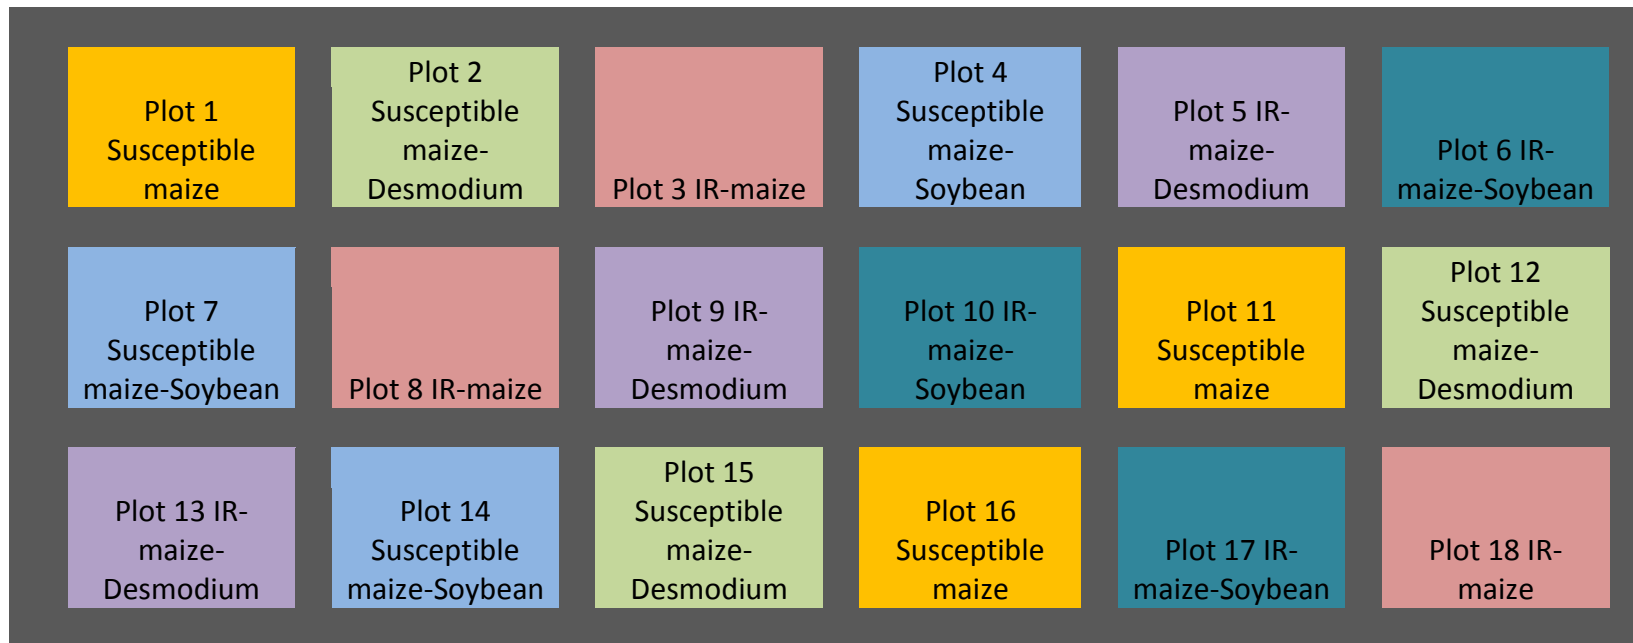 Plot 1
Susceptible
maize
Plot 2
Susceptible
maize-
Desmodium
Plot 3 IR-maize
Plot 4
Susceptible
maize-
Soybean
Plot 5 IR-
maize-
Desmodium
Plot 6 IR-
maize-Soybean
Plot 7
Susceptible
maize-Soybean
Plot 8 IR-maize
Plot 9 IR-
maize-
Desmodium
Plot 10 IR-
maize-
Soybean
Plot 11
Susceptible
maize
Plot 12
Susceptible
maize-
Desmodium
Plot 13 IR-
maize-
Desmodium
Plot 14
Susceptible
maize-Soybean
Plot 15
Susceptible
maize-
Desmodium
Plot 16
Susceptible
maize
Plot 17 IR-
maize-Soybean
Plot 18 IR-
maize